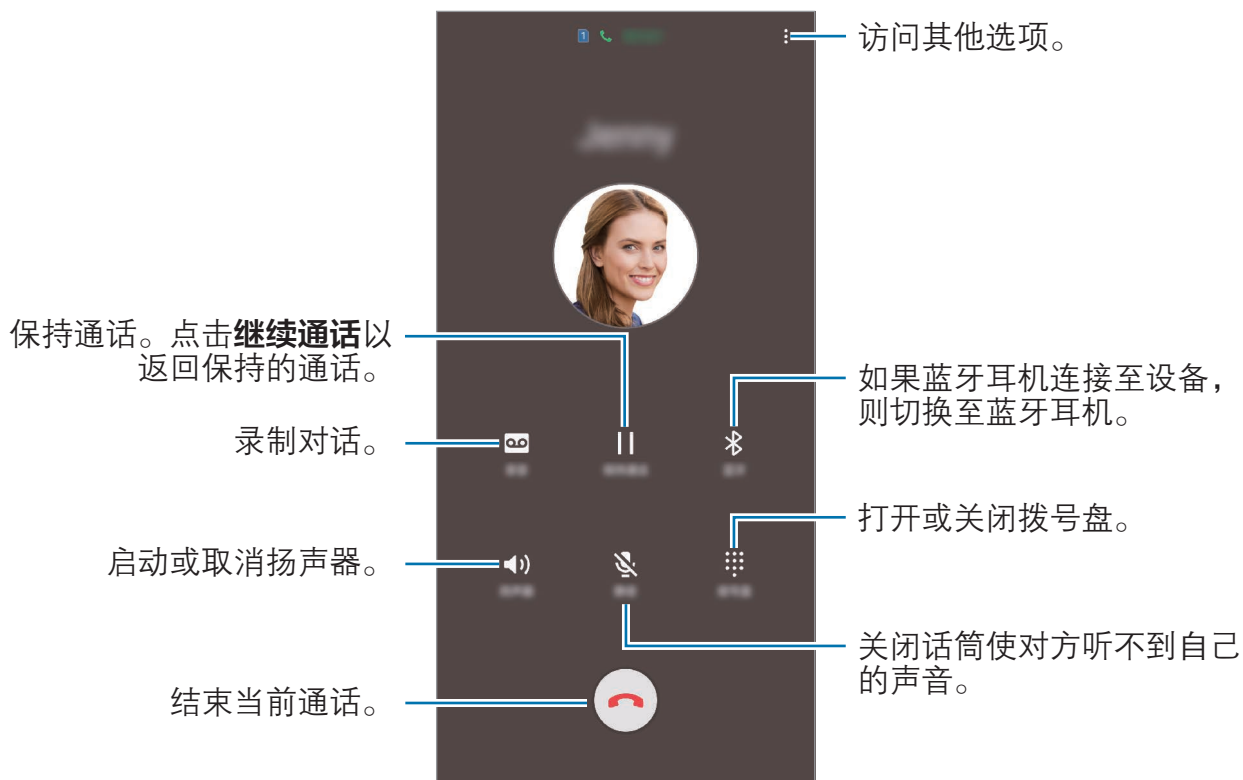 1
访问其他选项。
Jenny
保持通话。点击继续通话以
返回保持的通话。
如果蓝牙耳机连接至设备,
则切换至蓝牙耳机。
录制对话。
打开或关闭拨号盘。
启动或取消扬声器。
关闭话筒使对方听不到自己
的声音。
结束当前通话。